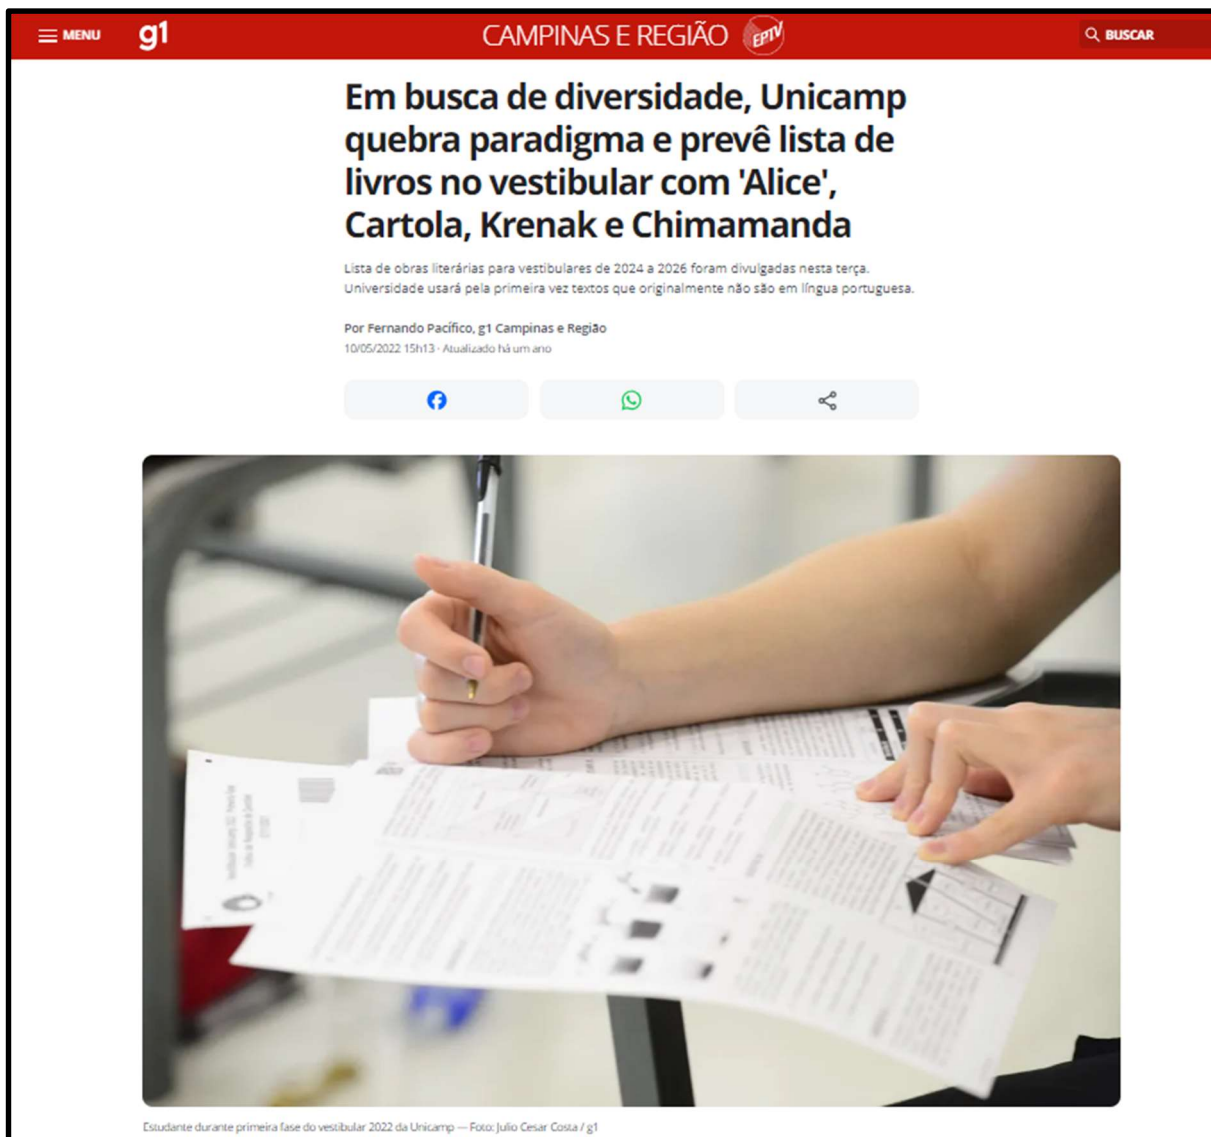 MENU g1 CAMPINAS E REGIÃO EPTV BUSCAR
Em busca de diversidade, Unicamp
quebra paradigma e prevê lista de
livros no vestibular com 'Alice',
Cartola, Krenak e Chimamanda
Lista de obras literárias para vestibulares de 2024 a 2026 foram divulgadas nesta terça.
Universidade usará pela primeira vez textos que originalmente não são em língua portuguesa.
Por Fernando Pacífico, g1 Campinas e Região
10/05/2022 15h13 · Atualizado há um ano
Estudante durante primeira fase do vestibular 2022 da Unicamp — Foto: Julio Cesar Costa / g1